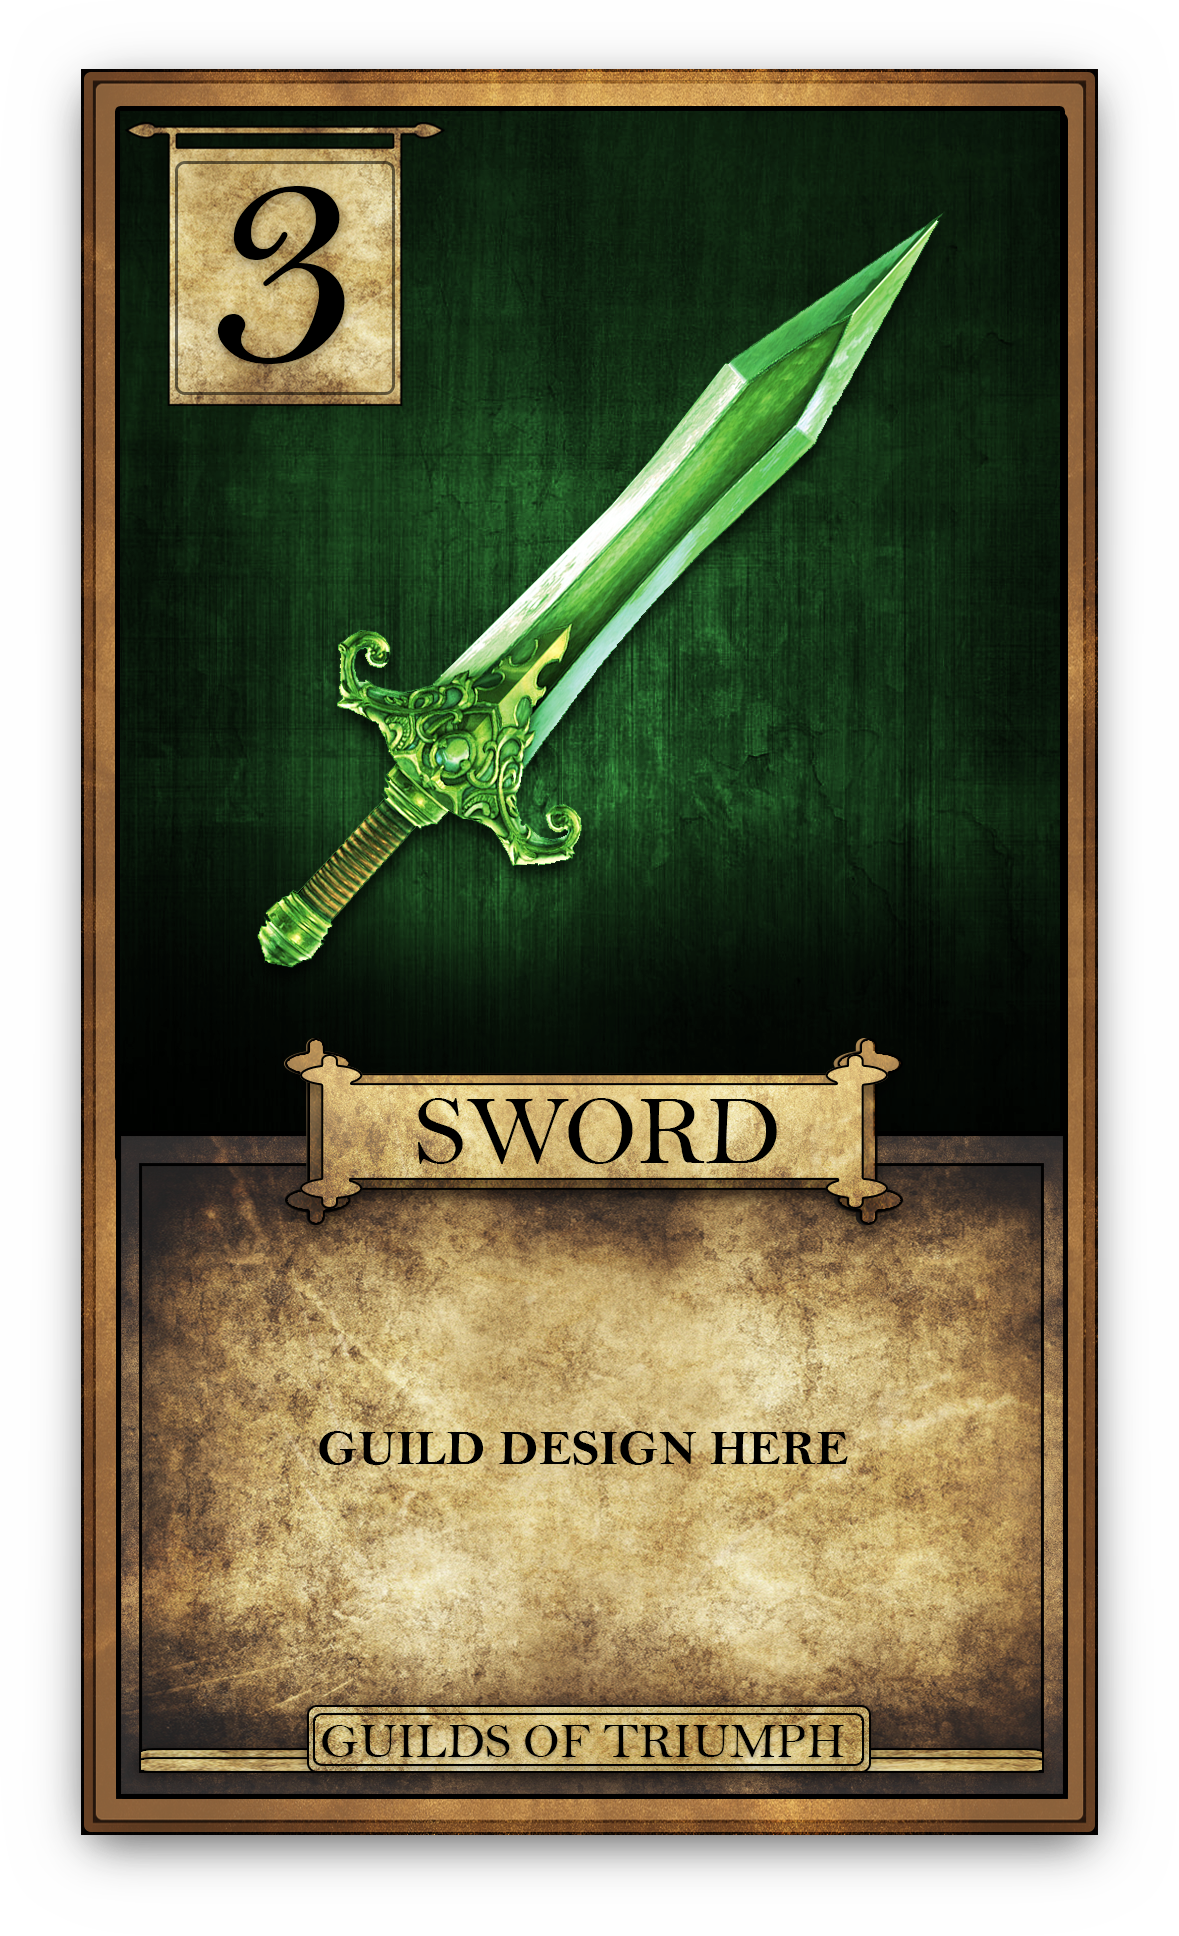 3
SWORD
GUILD DESIGN HERE
GUILDS OF TRIUMPH